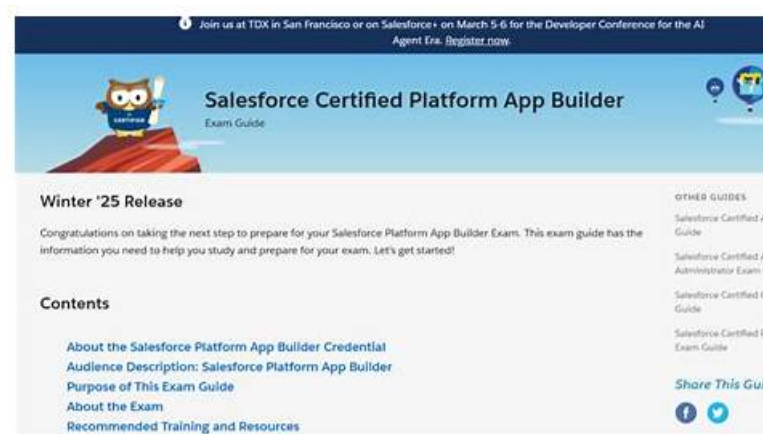 Join us at TDX in San Francisco or on Salesforce+ on March 5-6 for the Developer Conference for the AI
Agent Era. Register now.
Salesforce Certified Platform App Builder
Exam Guide
CERTIFIED
Winter '25 Release
Congratulations on taking the next step to prepare for your Salesforce Platform App Builder Exam. This exam guide has the
information you need to help you study and prepare for your exam. Let's get started!
Contents
About the Salesforce Platform App Builder Credential
Audience Description: Salesforce Platform App Builder
Purpose of This Exam Guide
About the Exam
Recommended Training and Resources
OTHER GUIDES
Salesforce Certified
Guide
Salesforce Certified
Administrator Exam
Salesforce Certified
Guide
Salesforce Certified
Exam Guide
Share This